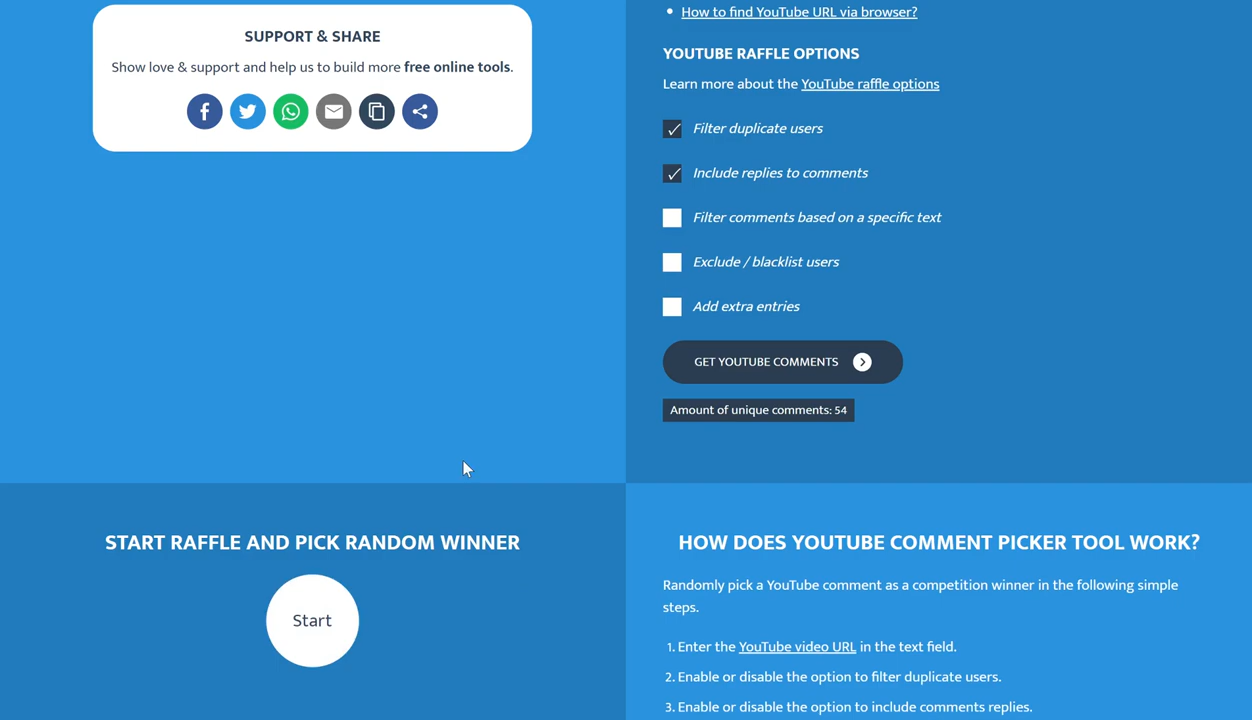 SUPPORT & SHARE
Show love & support and help us to build more free online tools.
How to find YouTube URL via browser?
YOUTUBE RAFFLE OPTIONS
Learn more about the YouTube raffle options
Filter duplicate users
Include replies to comments
Filter comments based on a specific text
Exclude / blacklist users
Add extra entries
GET YOUTUBE COMMENTS
Amount of unique comments: 54
START RAFFLE AND PICK RANDOM WINNER
Start
HOW DOES YOUTUBE COMMENT PICKER TOOL WORK?
Randomly pick a YouTube comment as a competition winner in the following simple
steps.
1. Enter the YouTube video URL in the text field.
2. Enable or disable the option to filter duplicate users.
3. Enable or disable the option to include comments replies.